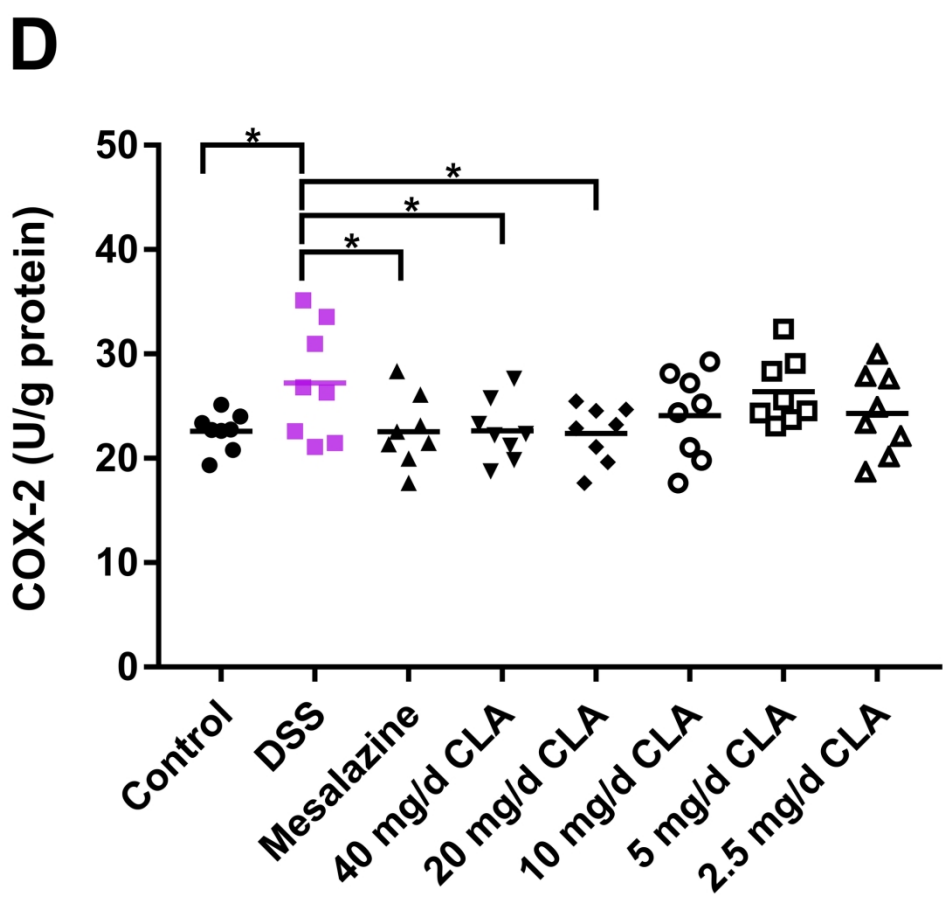 D
COX-2 (U/g protein)
50
40
30
20
10
0
*
*
*
*
Control
DSS
Mesalazine
40 mg/d CLA
20 mg/d CLA
10 mg/d CLA
5 mg/d CLA
2.5 mg/d CLA